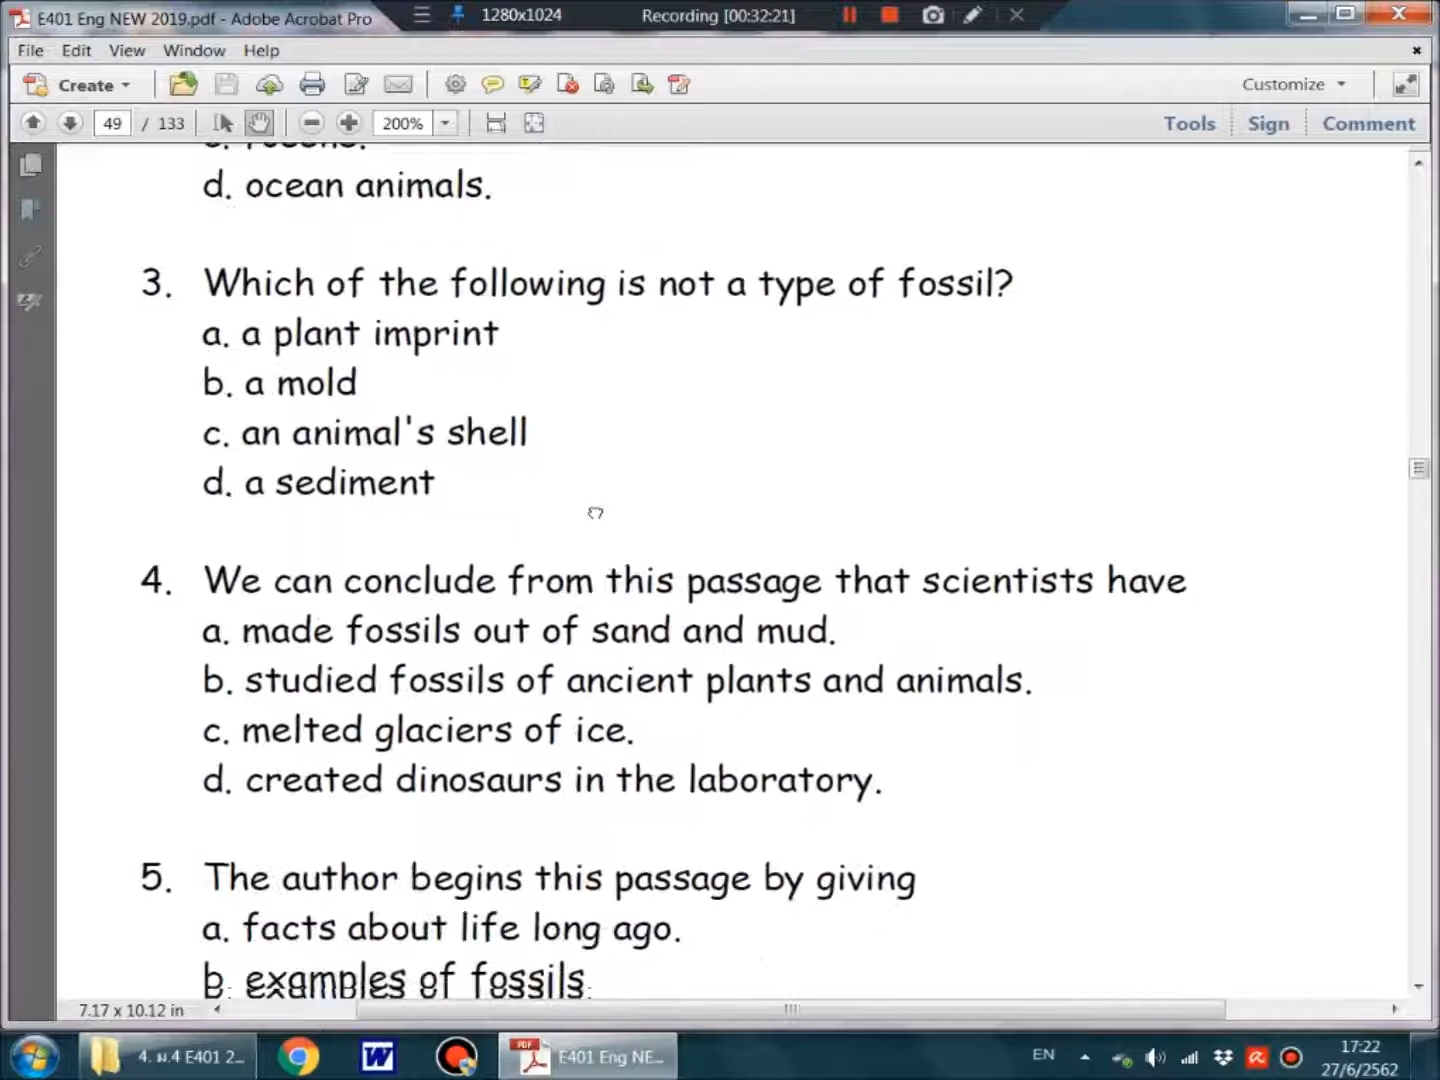 E401 Eng NEW 2019.pdf - Adobe Acrobat Pro
1280x1024
Recording [00:32:21]
File Edit View Window Help
Create
Customize
49 / 133
200%
Tools Sign Comment
d. ocean animals.
3. Which of the following is not a type of fossil?
a. a plant imprint
b. a mold
c. an animal's shell
d. a sediment
4. We can conclude from this passage that scientists have
a. made fossils out of sand and mud.
b. studied fossils of ancient plants and animals.
c. melted glaciers of ice.
d. created dinosaurs in the laboratory.
5. The author begins this passage by giving
a. facts about life long ago.
b. examples of fossils.
7.17 x 10.12 in
4. ม.4 E401 2...
E401 Eng NE...
EN
17:22
27/6/2562